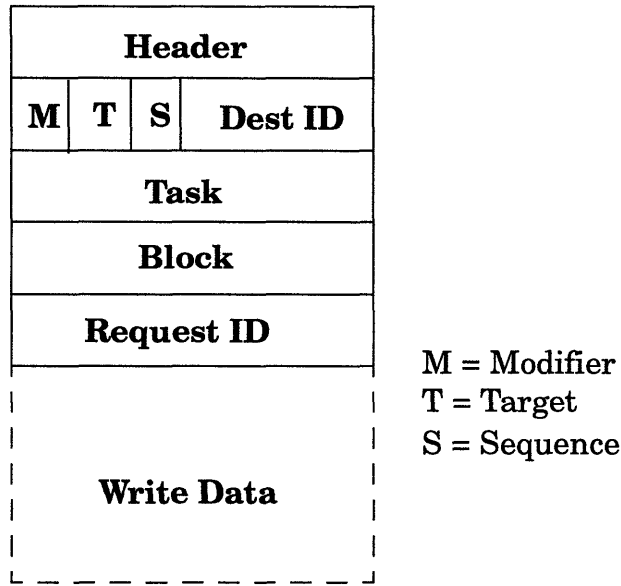 Header
M T S Dest ID
Task
Block
Request ID
M = Modifier
T = Target
S = Sequence
Write Data